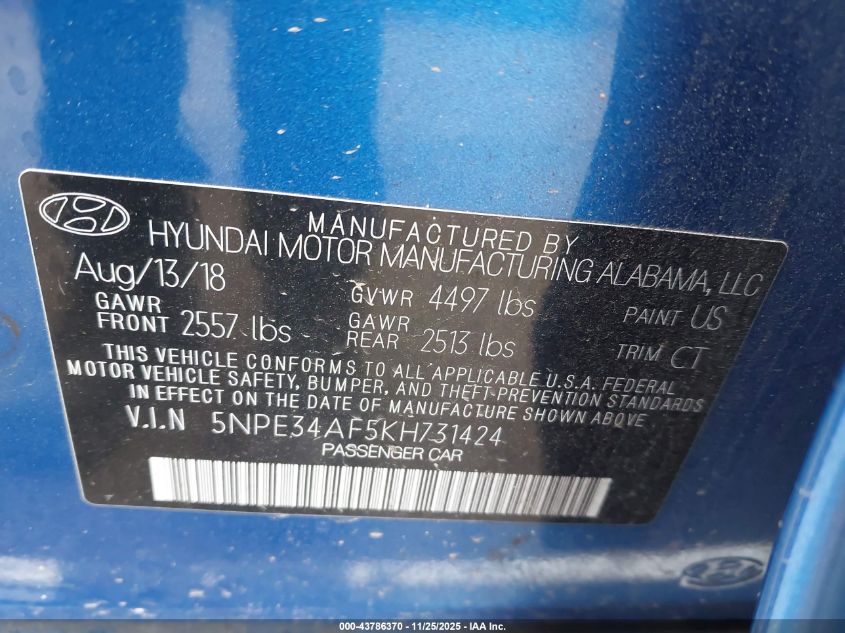 MANUFACTURED BY
HYUNDAI MOTOR MANUFACTURING ALABAMA, LLC
Aug/13/18 GVWR 4497 lbs PAINT US
GAWR FRONT 2557 lbs GAWR REAR 2513 lbs TRIM CT
THIS VEHICLE CONFORMS TO ALL APPLICABLE U.S.A. FEDERAL
MOTOR VEHICLE SAFETY, BUMPER, AND THEFT-PREVENTION STANDARDS
IN EFFECT ON THE DATE OF MANUFACTURE SHOWN ABOVE
V.I.N 5NPE34AF5KH731424
PASSENGER CAR
000-43786370 - 11/25/2025 - IAA Inc.